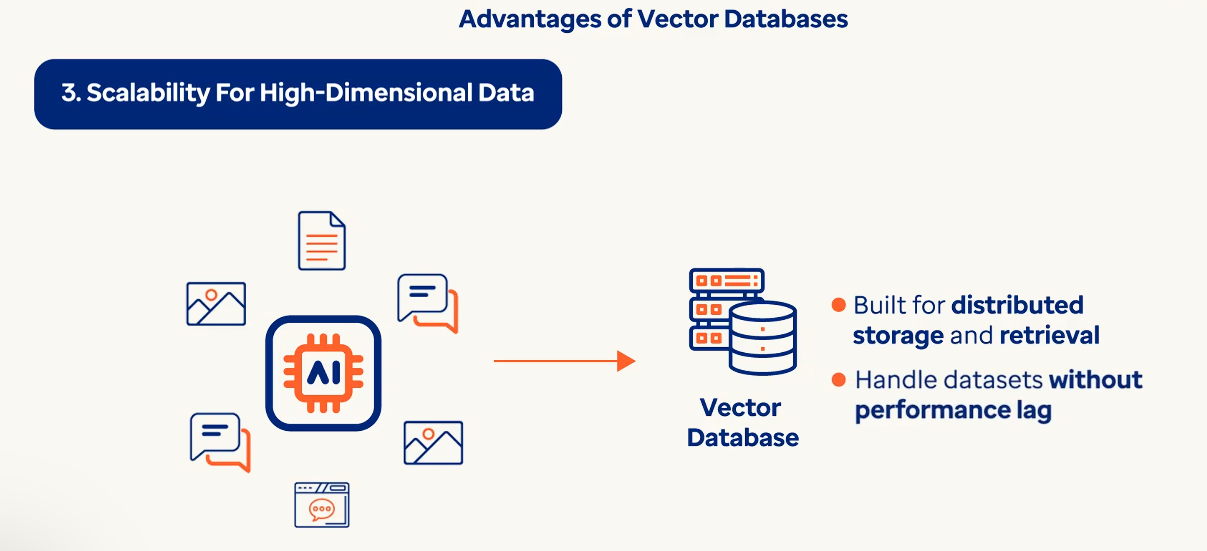 Advantages of Vector Databases
3. Scalability For High-Dimensional Data
AI
Vector
Database
Built for distributed
storage and retrieval
Handle datasets without
performance lag